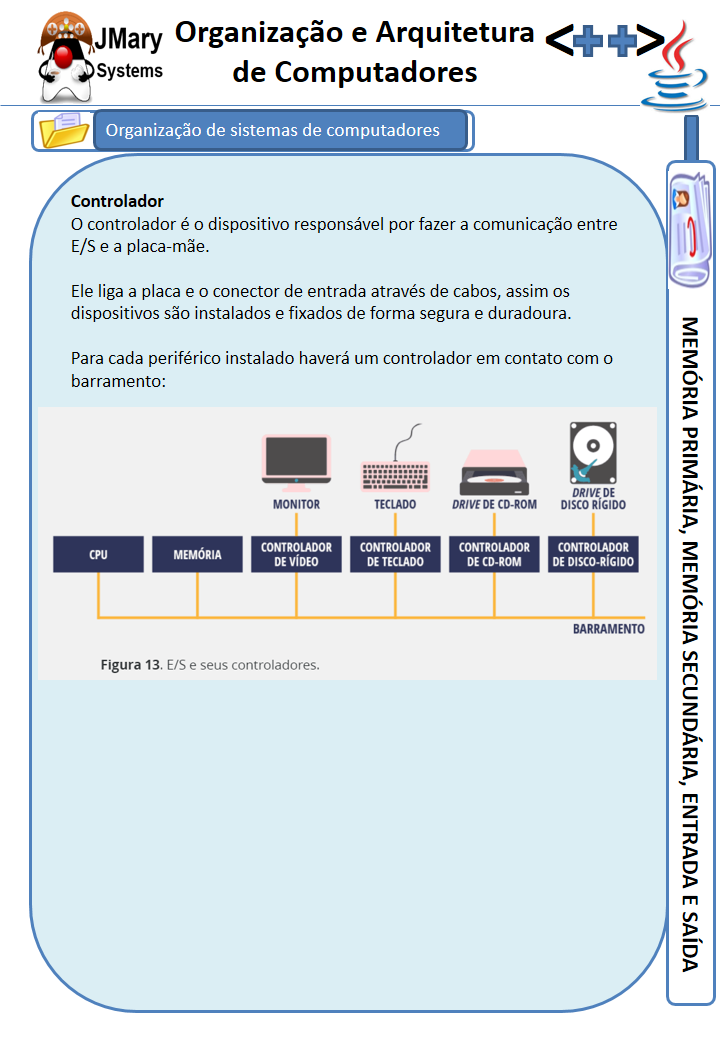 JMary
Systems
Organização e Arquitetura
de Computadores
<++>
Organização de sistemas de computadores
Controlador
O controlador é o dispositivo responsável por fazer a comunicação entre
E/S e a placa-mãe.
Ele liga a placa e o conector de entrada através de cabos, assim os
dispositivos são instalados e fixados de forma segura e duradoura.
Para cada periférico instalado haverá um controlador em contato com o
barramento:
MONITOR
TECLADO
DRIVE DE CD-ROM
DRIVE DE
DISCO RÍGIDO
CPU
MEMÓRIA
CONTROLADOR
DE VÍDEO
CONTROLADOR
DE TECLADO
CONTROLADOR
DE CD-ROM
CONTROLADOR
DE DISCO-RÍGIDO
BARRAMENTO
Figura 13. E/S e seus controladores.
MEMÓRIA PRIMÁRIA, MEMÓRIA SECUNDÁRIA, ENTRADA E SAÍDA